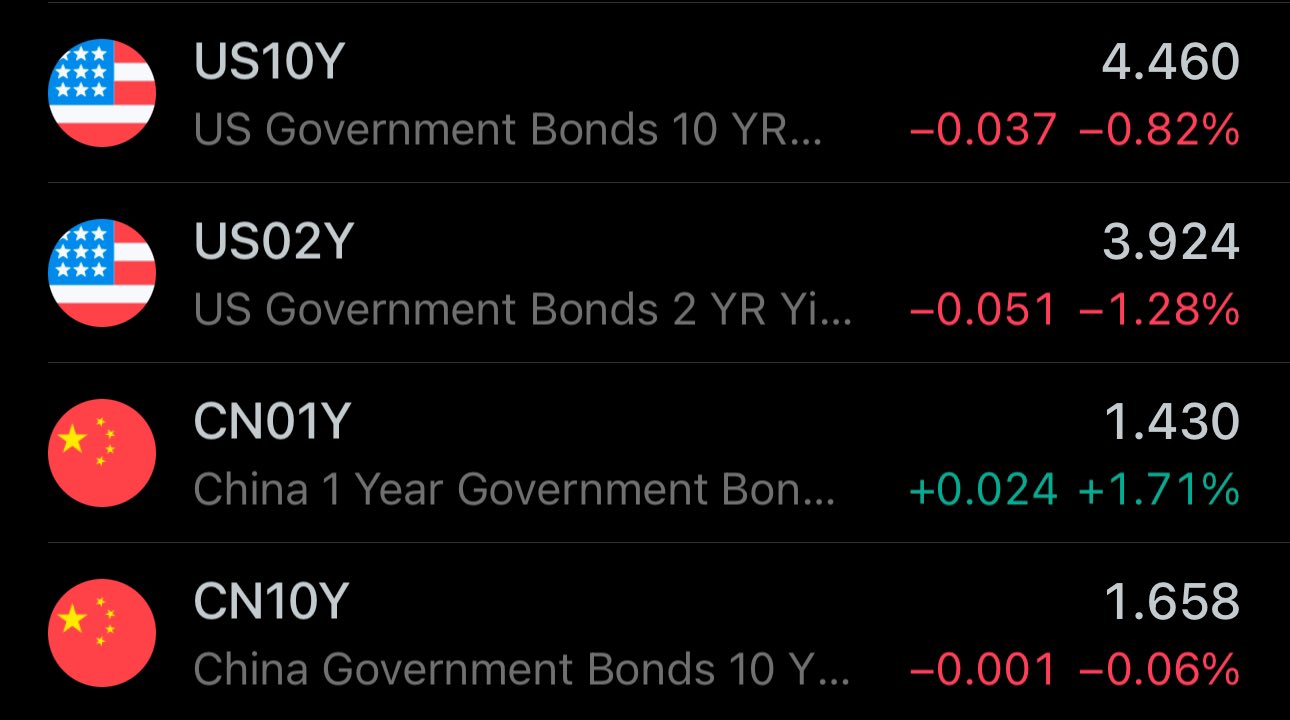 US10Y 4.460
US Government Bonds 10 YR... −0.037 −0.82%
US02Y 3.924
US Government Bonds 2 YR Yi... −0.051 −1.28%
CN01Y 1.430
China 1 Year Government Bon... +0.024 +1.71%
CN10Y 1.658
China Government Bonds 10 Y... −0.001 −0.06%